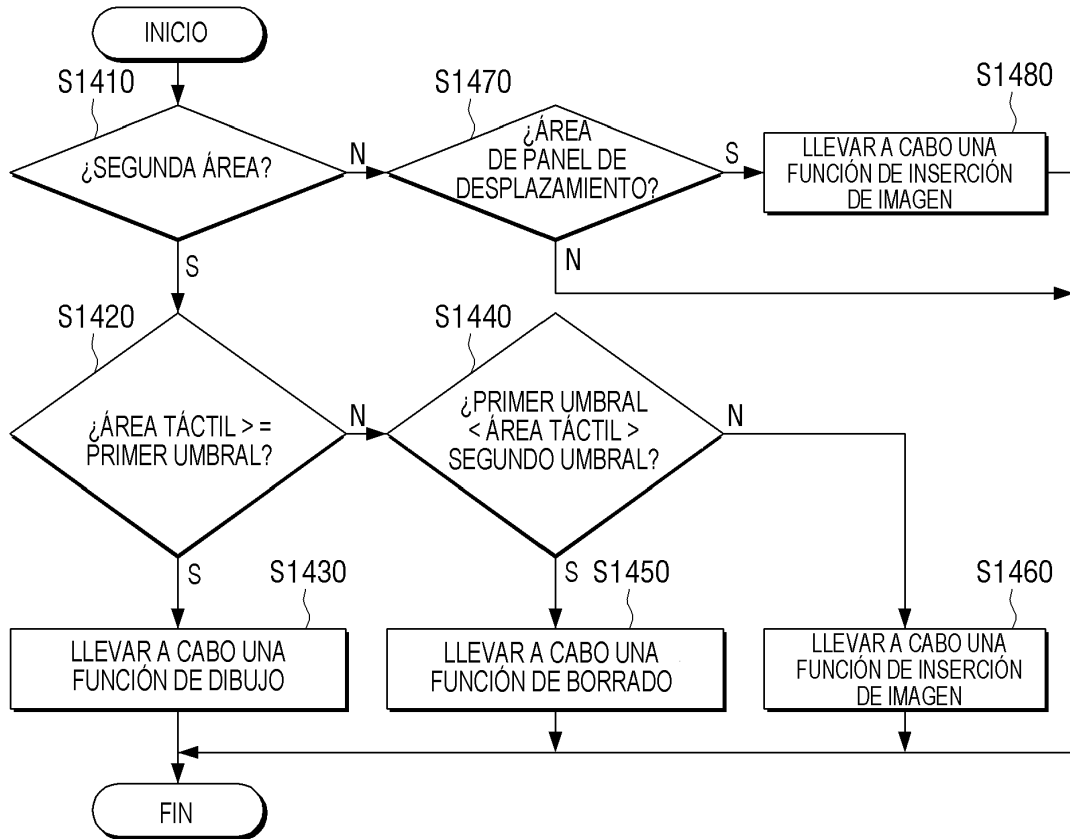 INICIO
S1410
¿SEGUNDA ÁREA?
N
S
S1470
¿ÁREA
DE PANEL DE
DESPLAZAMIENTO?
S
N
S1480
LLEVAR A CABO UNA
FUNCIÓN DE INSERCIÓN
DE IMAGEN
S1420
¿ÁREA TÁCTIL > =
PRIMER UMBRAL?
N
S
S1440
¿PRIMER UMBRAL
< ÁREA TÁCTIL >
SEGUNDO UMBRAL?
N
S
S1430
LLEVAR A CABO UNA
FUNCIÓN DE DIBUJO
S1450
LLEVAR A CABO UNA
FUNCIÓN DE BORRADO
S1460
LLEVAR A CABO UNA
FUNCIÓN DE INSERCIÓN
DE IMAGEN
FIN